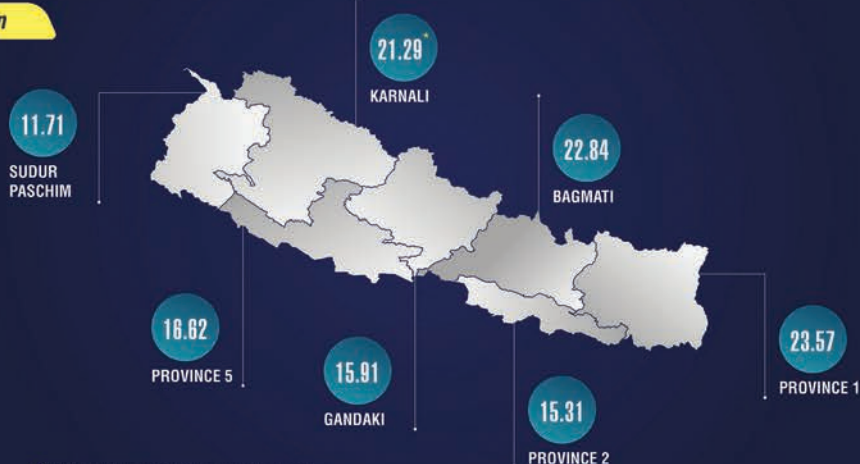 n
21.29*
KARNALI
11.71
SUDUR
PASCHIM
22.84
BAGMATI
16.62
PROVINCE 5
15.91
GANDAKI
15.31
PROVINCE 2
23.57
PROVINCE 1